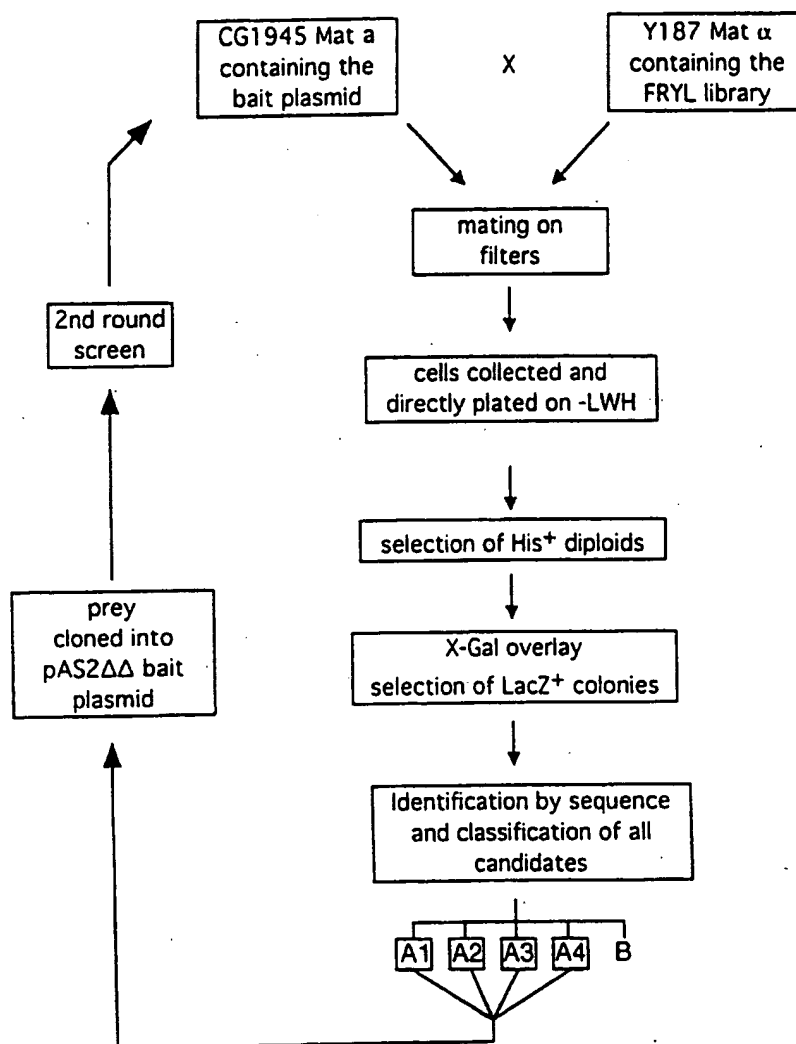 CG1945 Mat a
containing the
bait plasmid
X
Y187 Mat α
containing the
FRYL library
mating on
filters
2nd round
screen
cells collected and
directly plated on -LWH
selection of His+ diploids
prey
cloned into
pAS2ΔΔ bait
plasmid
X-Gal overlay
selection of LacZ+ colonies
Identification by sequence
and classification of all
candidates
A1 A2 A3 A4 B